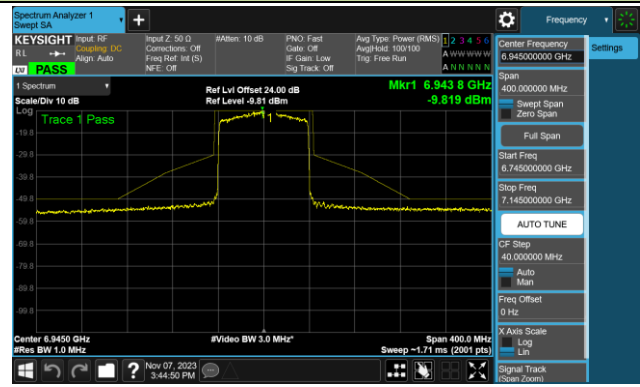 Spectrum Analyzer 1
Swept SA
Frequency
KEYSIGHT Input: RF Input Z: 50 Ω #Atten: 10 dB PNO: Fast Avg Type: Power (RMS) 1 2 3 4 5 6
RL Coupling: DC Corrections: Off Gate: Off Avg|Hold: 100/100 A W W W W W
Align: Auto Freq Ref: Int (S) IF Gain: Low Trig: Free Run
PASS NFE: Off Sig Track: Off A N N N N N
1 Spectrum
Scale/Div 10 dB
Ref Lvl Offset 24.00 dB
Ref Level -9.81 dBm
Mkr1 6.943 8 GHz
-9.819 dBm
Log
Trace 1 Pass
1
-19.8
-29.8
-39.8
-49.8
-59.8
-69.8
-79.8
-89.8
-99.8
Center 6.9450 GHz #Video BW 3.0 MHz* Span 400.0 MHz
#Res BW 1.0 MHz Sweep ~1.71 ms (2001 pts)
Nov 07, 2023
3:44:50 PM
Center Frequency
6.945000000 GHz
Settings
Span
400.000000 MHz
Swept Span
Zero Span
Full Span
Start Freq
6.745000000 GHz
Stop Freq
7.145000000 GHz
AUTO TUNE
CF Step
40.000000 MHz
Auto
Man
Freq Offset
0 Hz
X Axis Scale
Log
Lin
Signal Track
(Span Zoom)